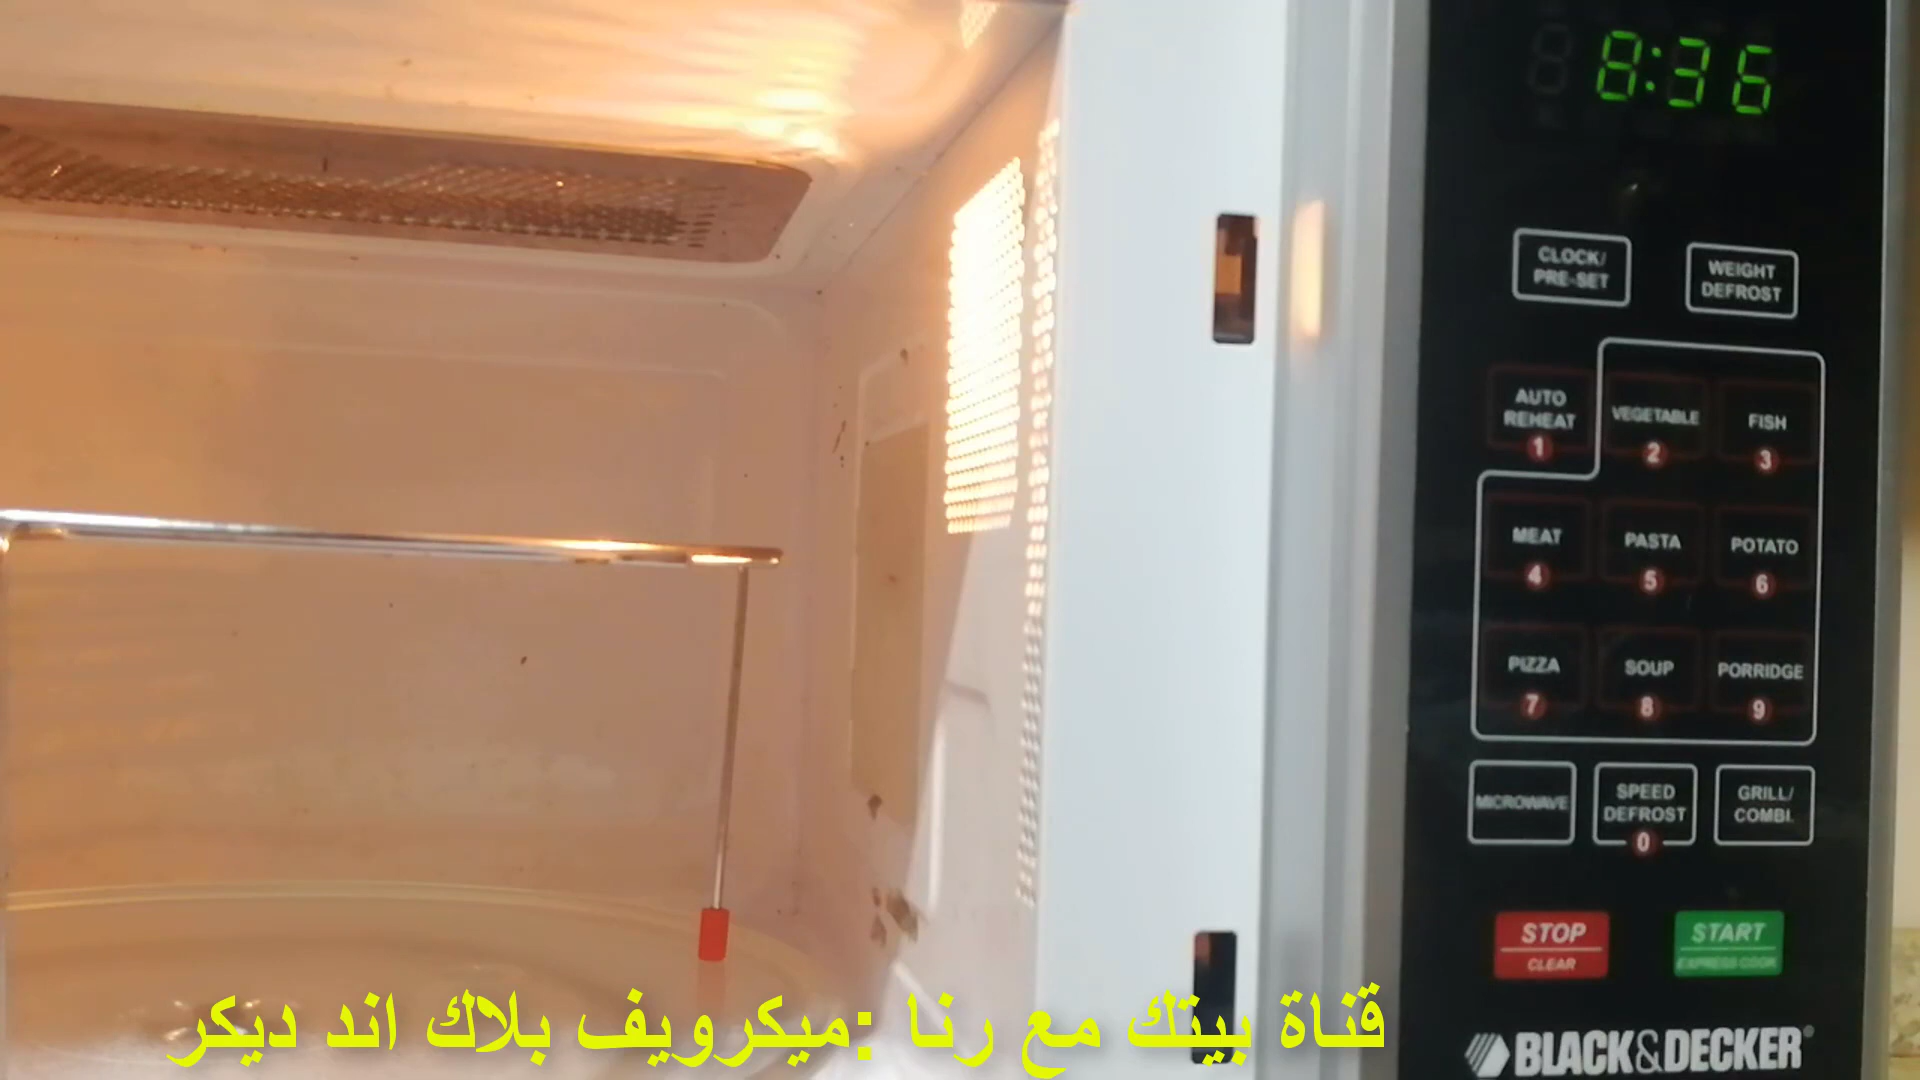 8:36
CLOCK/
PRE-SET
WEIGHT
DEFROST
AUTO
REHEAT
1
VEGETABLE
2
FISH
3
MEAT
4
PASTA
5
POTATO
6
PIZZA
7
SOUP
8
PORRIDGE
9
MICROWAVE
SPEED
DEFROST
0
GRILL/
COMBI.
STOP
CLEAR
START
EXPRESS COOK
قناة بيتك مع رنا :ميكرويف بلاك اند ديكر
BLACK&DECKER®